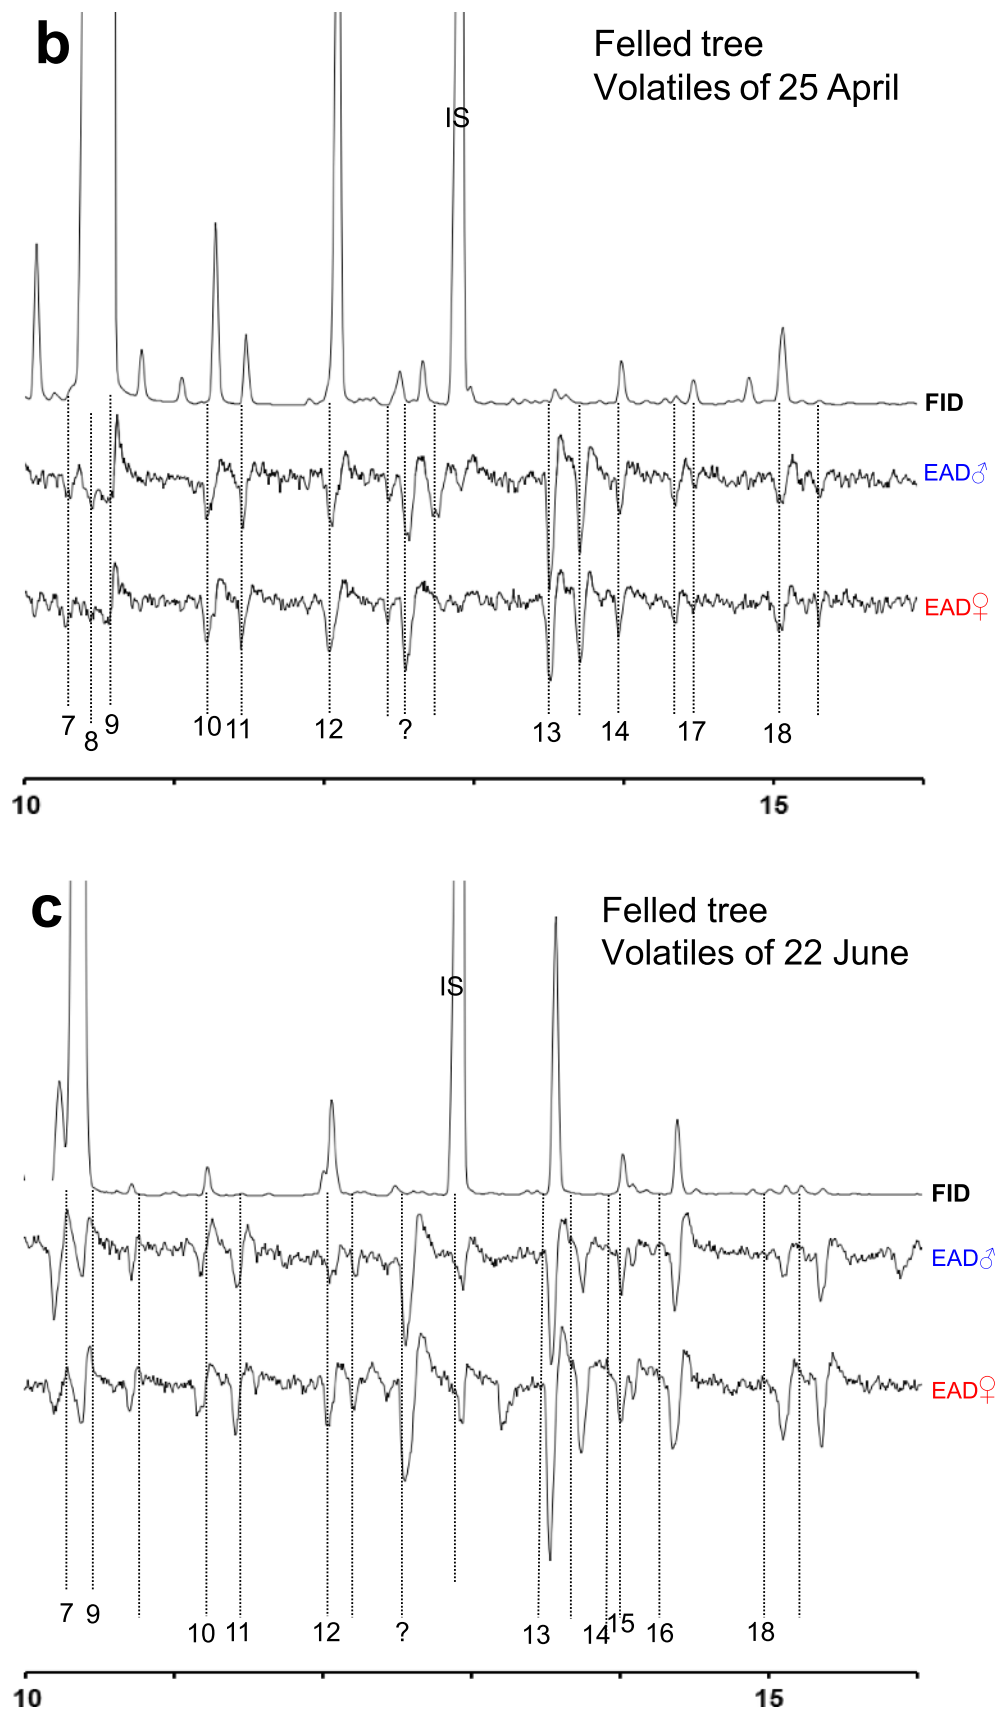 b
Felled tree
Volatiles of 25 April
IS
FID
EAD♂
EAD♀
7 8 9 10 11 12 ? 13 14 17 18
10 15
c
Felled tree
Volatiles of 22 June
IS
FID
EAD♂
EAD♀
7 9 10 11 12 ? 13 14 15 16 18
10 15